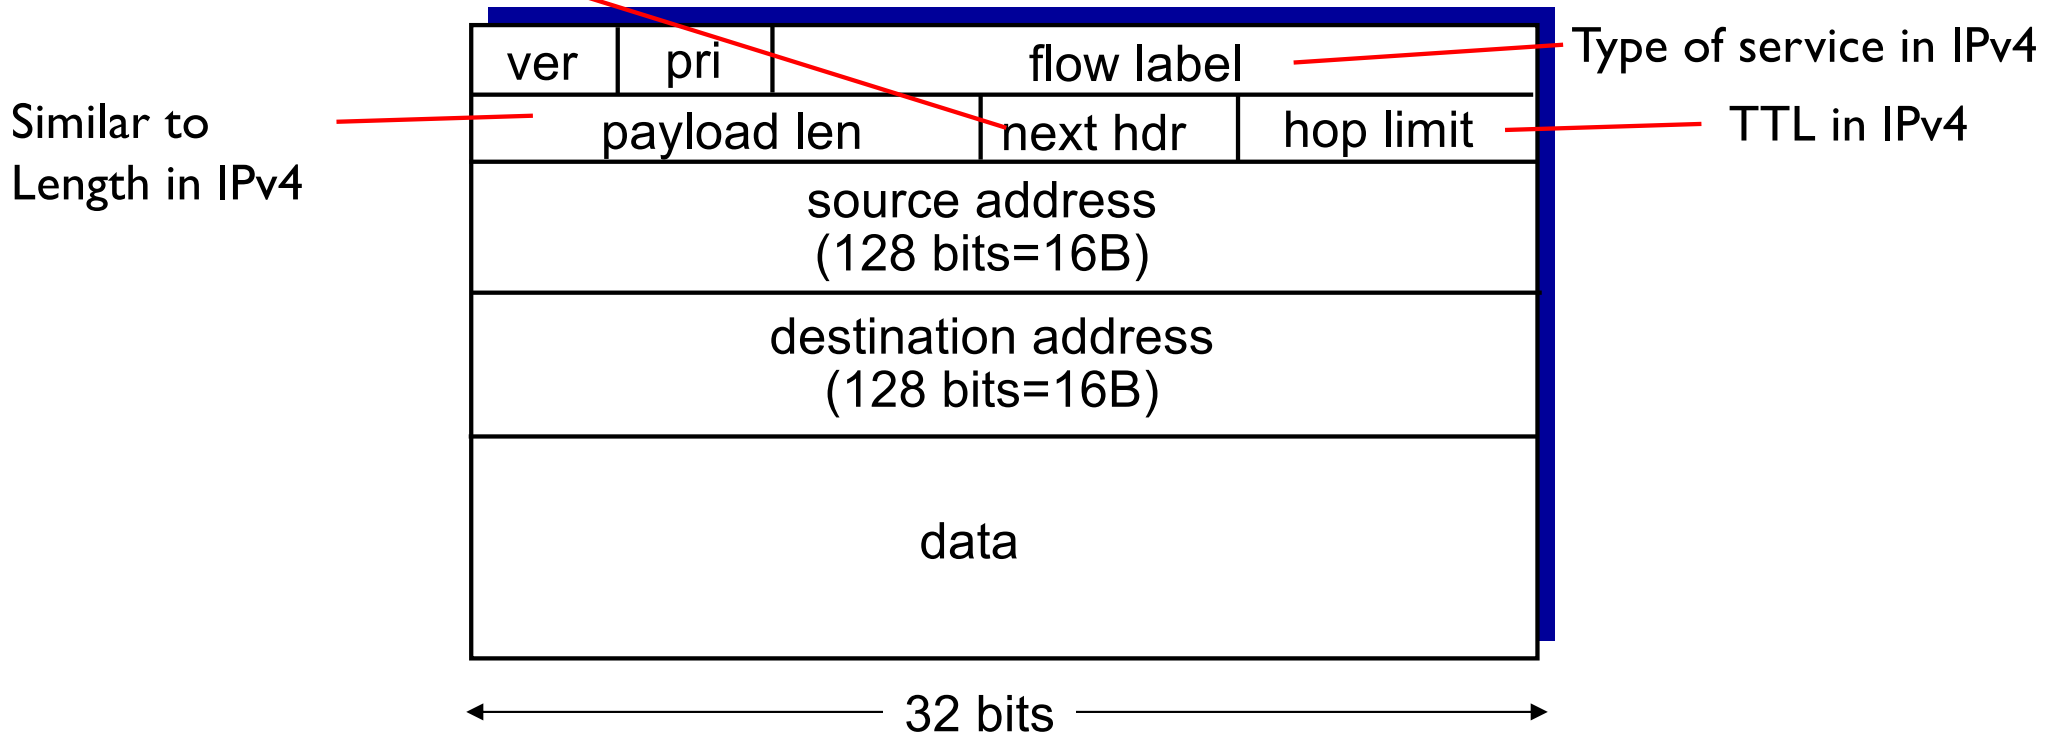 ver pri flow label Type of service in IPv4
Similar to
Length in IPv4
payload len next hdr hop limit TTL in IPv4
source address
(128 bits=16B)
destination address
(128 bits=16B)
data
32 bits